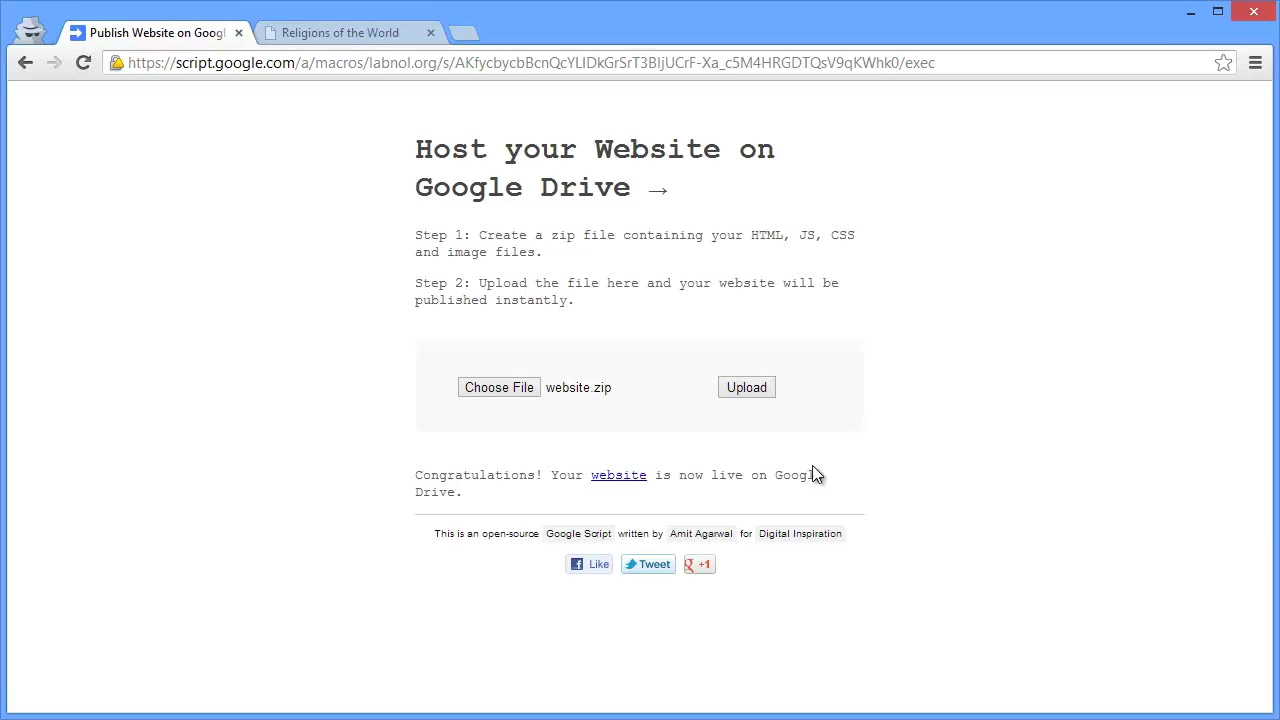 Publish Website on Googl
Religions of the World
https://script.google.com/a/macros/labnol.org/s/AKfycbycbBcnQcYLIDkGrSrT3BljUCrF-Xa_c5M4HRGDTQsV9qKWhk0/exec
Host your Website on
Google Drive →
Step 1: Create a zip file containing your HTML, JS, CSS
and image files.
Step 2: Upload the file here and your website will be
published instantly.
Choose File website.zip Upload
Congratulations! Your website is now live on Google
Drive.
This is an open-source Google Script written by Amit Agarwal for Digital Inspiration
Like Tweet +1